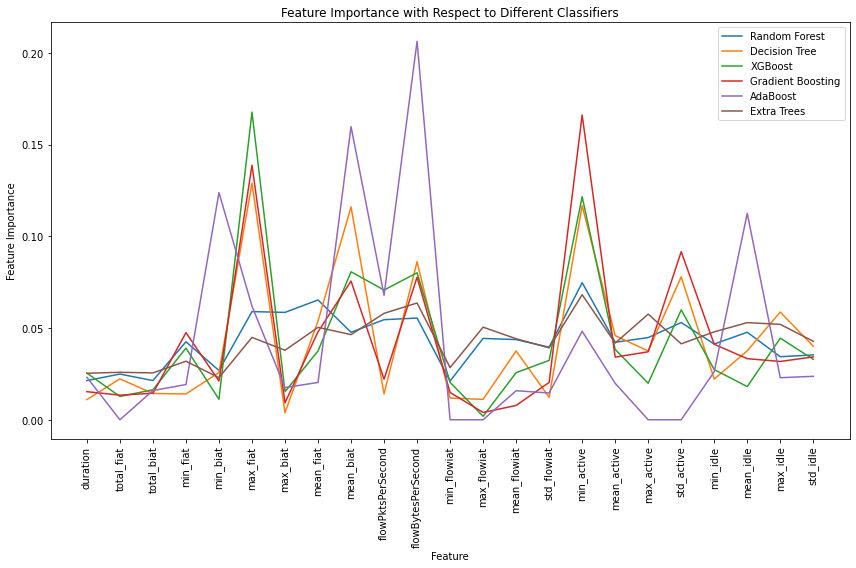 Feature Importance with Respect to Different Classifiers
Random Forest
Decision Tree
XGBoost
Gradient Boosting
AdaBoost
Extra Trees
Feature Importance
0.20
0.15
0.10
0.05
0.00
duration
total_fiat
total_biat
min_fiat
min_biat
max_fiat
max_biat
mean_fiat
mean_biat
flowPktsPerSecond
flowBytesPerSecond
min_flowiat
max_flowiat
mean_flowiat
std_flowiat
min_active
mean_active
max_active
std_active
min_idle
mean_idle
max_idle
std_idle
Feature